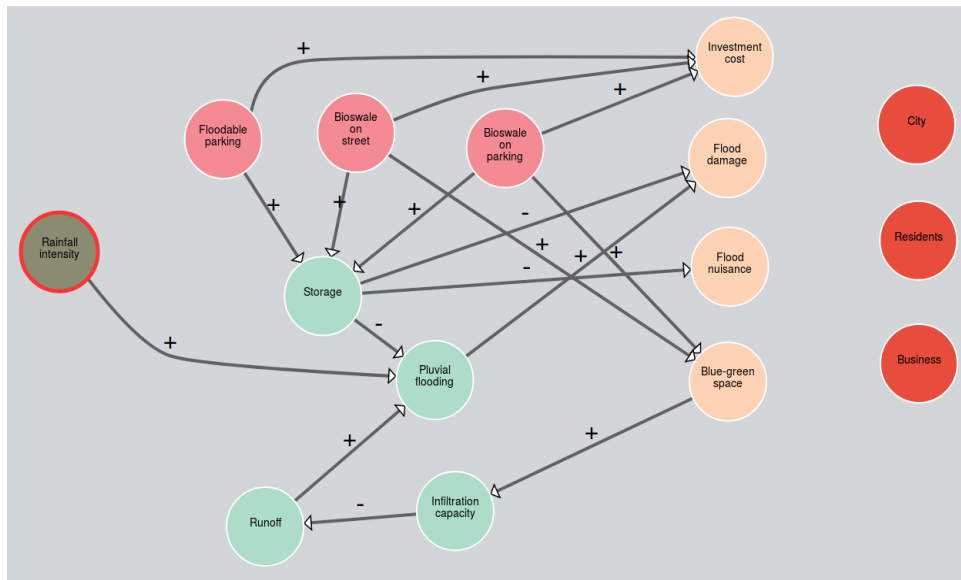 Investment
cost
+
+
+
Floodable
parking
Bioswale
on
street
Bioswale
on
parking
City
Flood
damage
+
+
+
-
Rainfall
intensity
Residents
+
+
+
Flood
nuisance
-
Storage
-
+
Pluvial
flooding
Business
Blue-green
space
+
+
Infiltration
capacity
-
Runoff